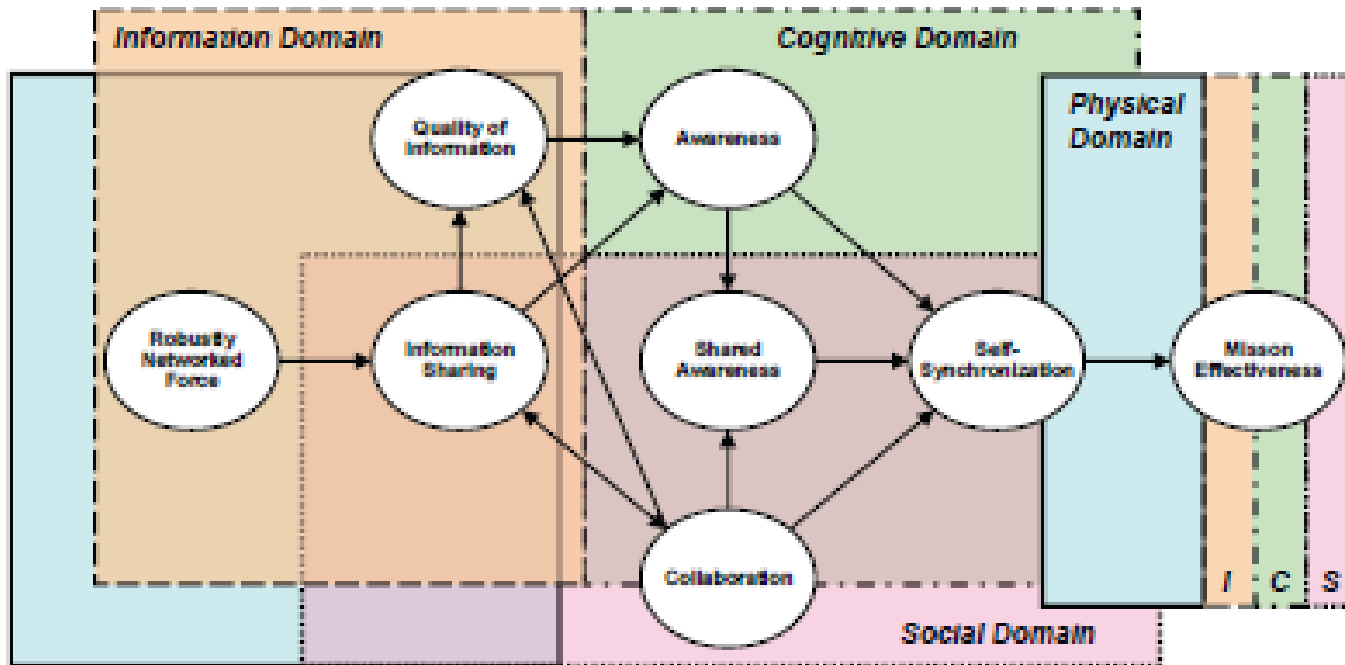 Information Domain
Cognitive Domain
Physical
Domain
Quality of
Information
Awareness
Robustly
Networked
Force
Information
Sharing
Shared
Awareness
Self-
Synchronization
Misson
Effectiveness
Collaboration
I
C
S
Social Domain